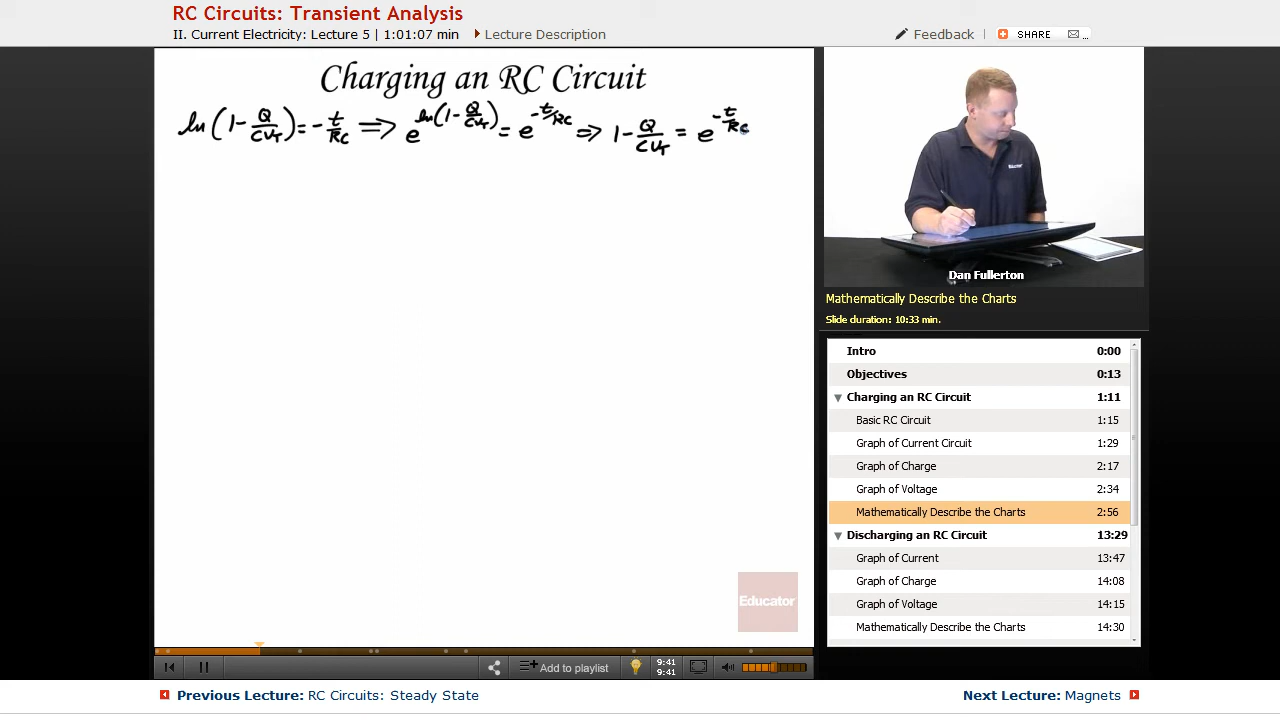 RC Circuits: Transient Analysis
II. Current Electricity: Lecture 5 | 1:01:07 min
Lecture Description
Feedback
SHARE
Charging an RC Circuit
ln(1-Q/CV_T)=-t/RC ⇒ e^{ln(1-Q/CV_T)} = e^{-t/RC} ⇒ 1-Q/CV_T = e^{-t/RC}
Educator
Dan Fullerton
Mathematically Describe the Charts
Slide duration: 10:33 min.
Intro 0:00
Objectives 0:13
Charging an RC Circuit 1:11
Basic RC Circuit 1:15
Graph of Current Circuit 1:29
Graph of Charge 2:17
Graph of Voltage 2:34
Mathematically Describe the Charts 2:56
Discharging an RC Circuit 13:29
Graph of Current 13:47
Graph of Charge 14:08
Graph of Voltage 14:15
Mathematically Describe the Charts 14:30
Educator
Add to playlist
9:41
9:41
Previous Lecture: RC Circuits: Steady State
Next Lecture: Magnets